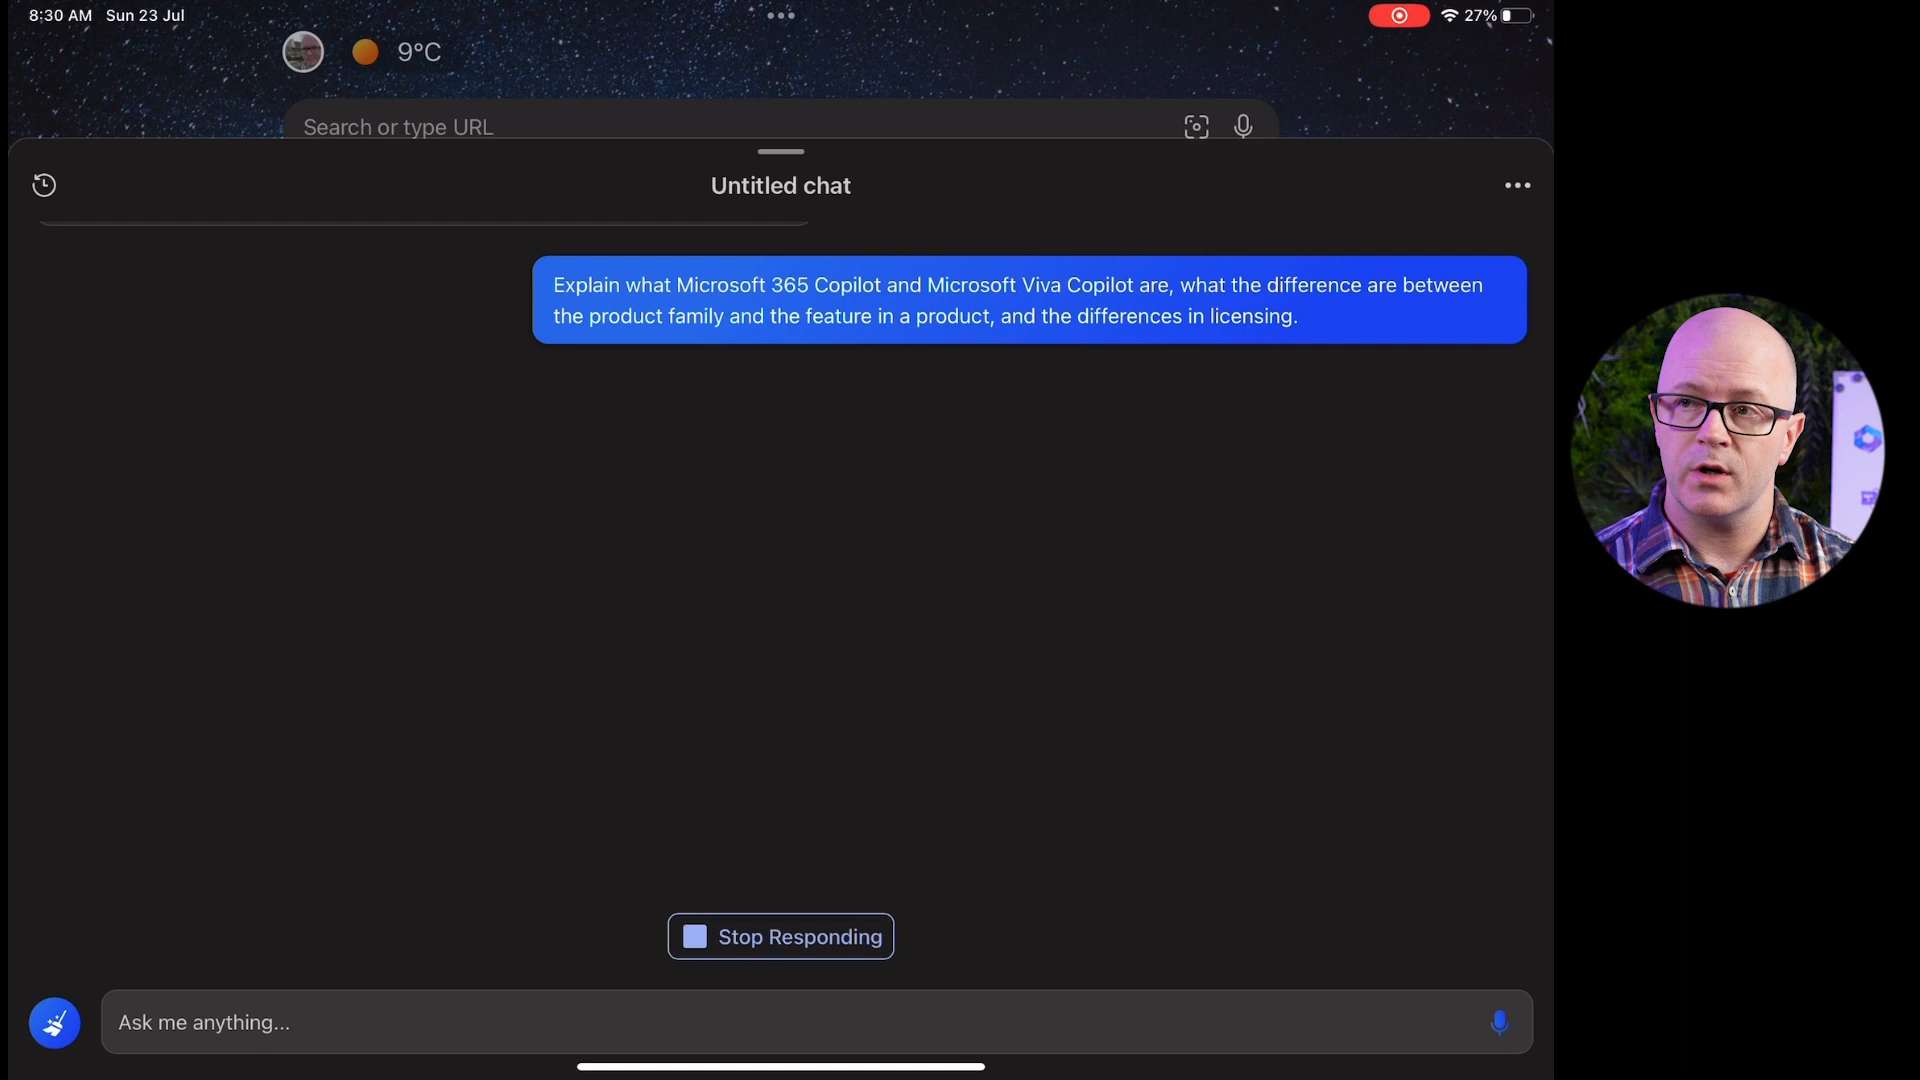 8:30 AM Sun 23 Jul
27%
9°C
Search or type URL
Untitled chat
Explain what Microsoft 365 Copilot and Microsoft Viva Copilot are, what the difference are between
the product family and the feature in a product, and the differences in licensing.
Stop Responding
Ask me anything...